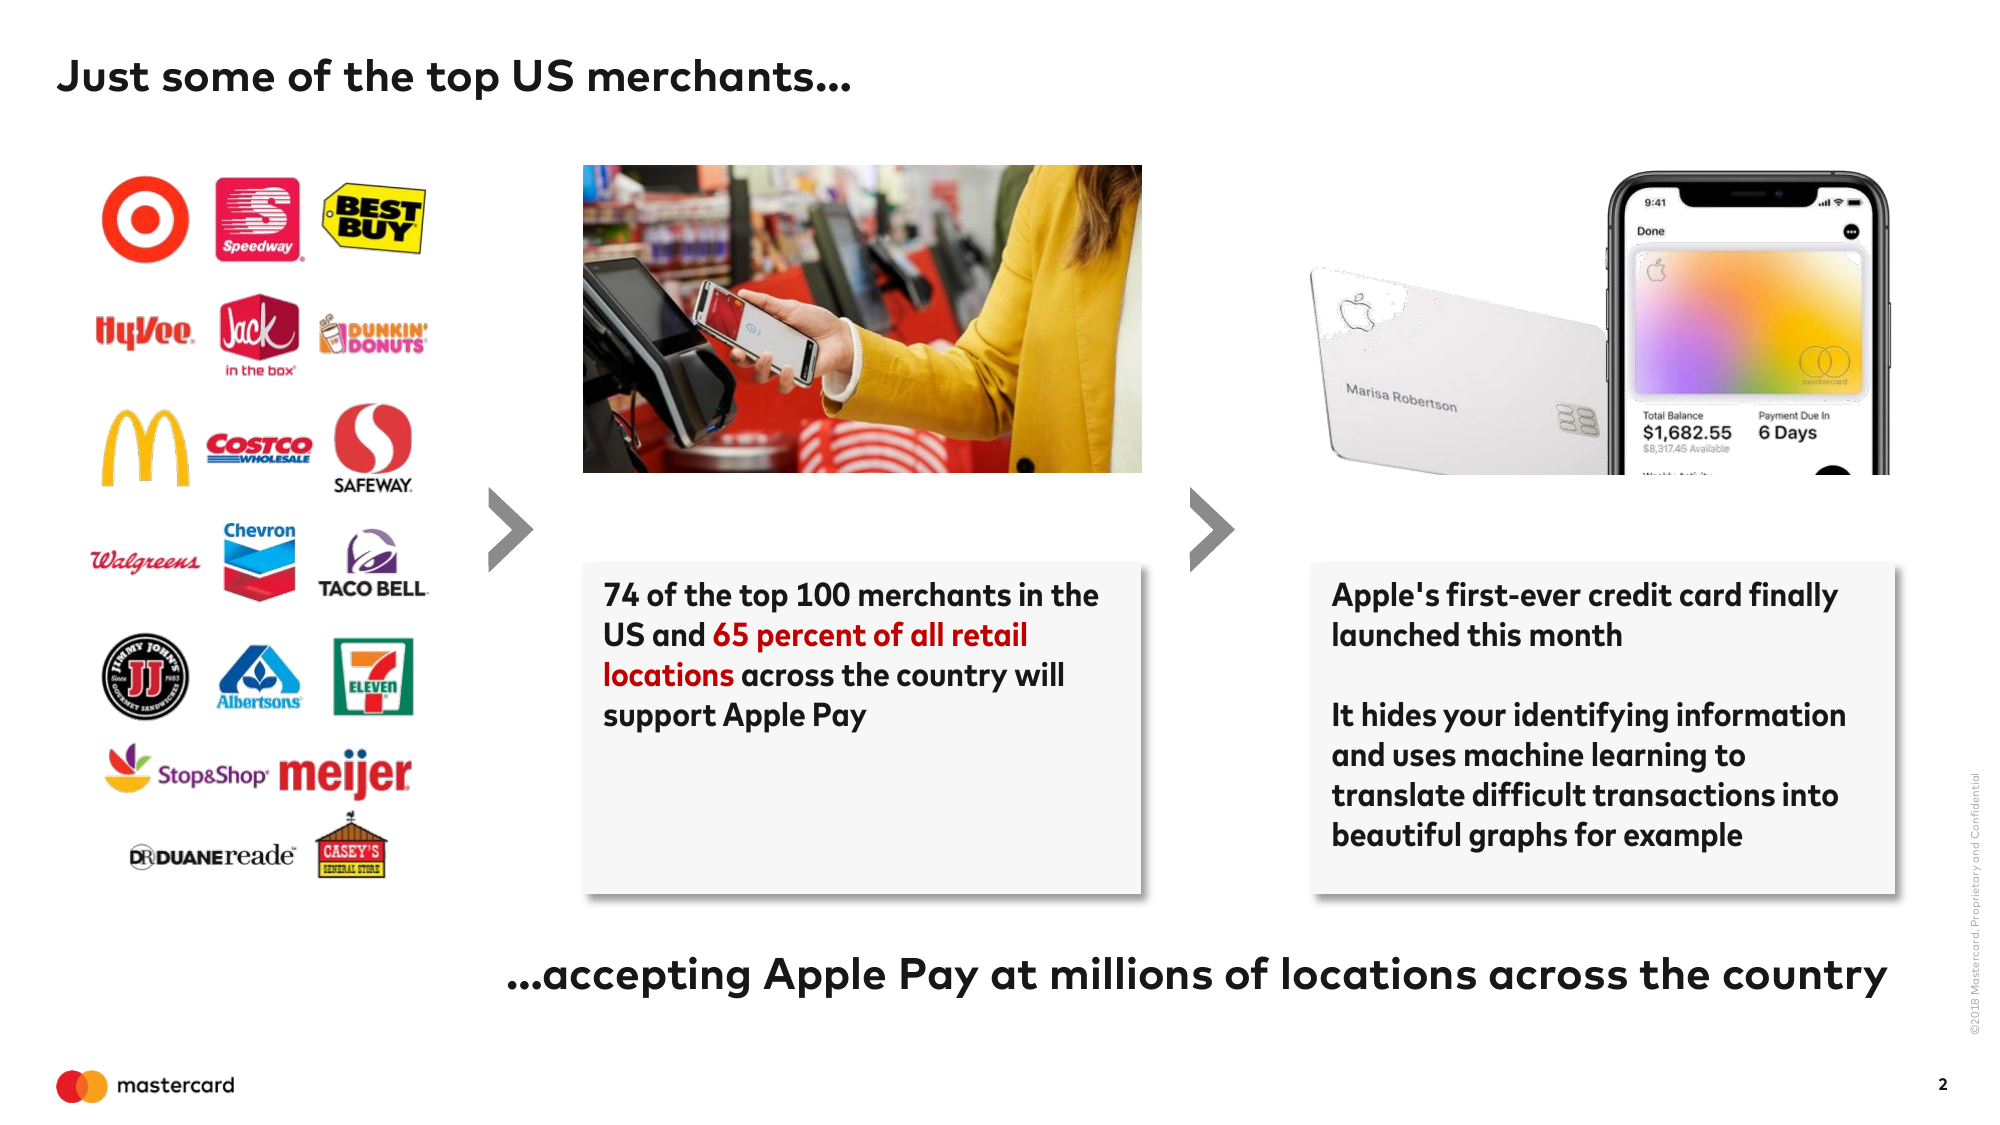 Just some of the top US merchants...
Speedway
BEST
BUY
HyVee
Jack
in the box
DUNKIN'
DONUTS
COSTCO
WHOLESALE
SAFEWAY
Walgreens
Chevron
TACO BELL
JIMMY JOHN'S
Since 1983
JJ
GOURMET SANDWICHES
Albertsons
7
ELEVEN
Stop&Shop
meijer
DR DUANEreade
CASEY'S
GENERAL STORE
74 of the top 100 merchants in the
US and 65 percent of all retail
locations across the country will
support Apple Pay
Marisa Robertson
9:41
Done
mastercard
Total Balance
Payment Due In
$1,682.55
6 Days
$8,317.45 Available
Apple's first-ever credit card finally
launched this month
It hides your identifying information
and uses machine learning to
translate difficult transactions into
beautiful graphs for example
...accepting Apple Pay at millions of locations across the country
©2018 Mastercard. Proprietary and Confidential
mastercard
2